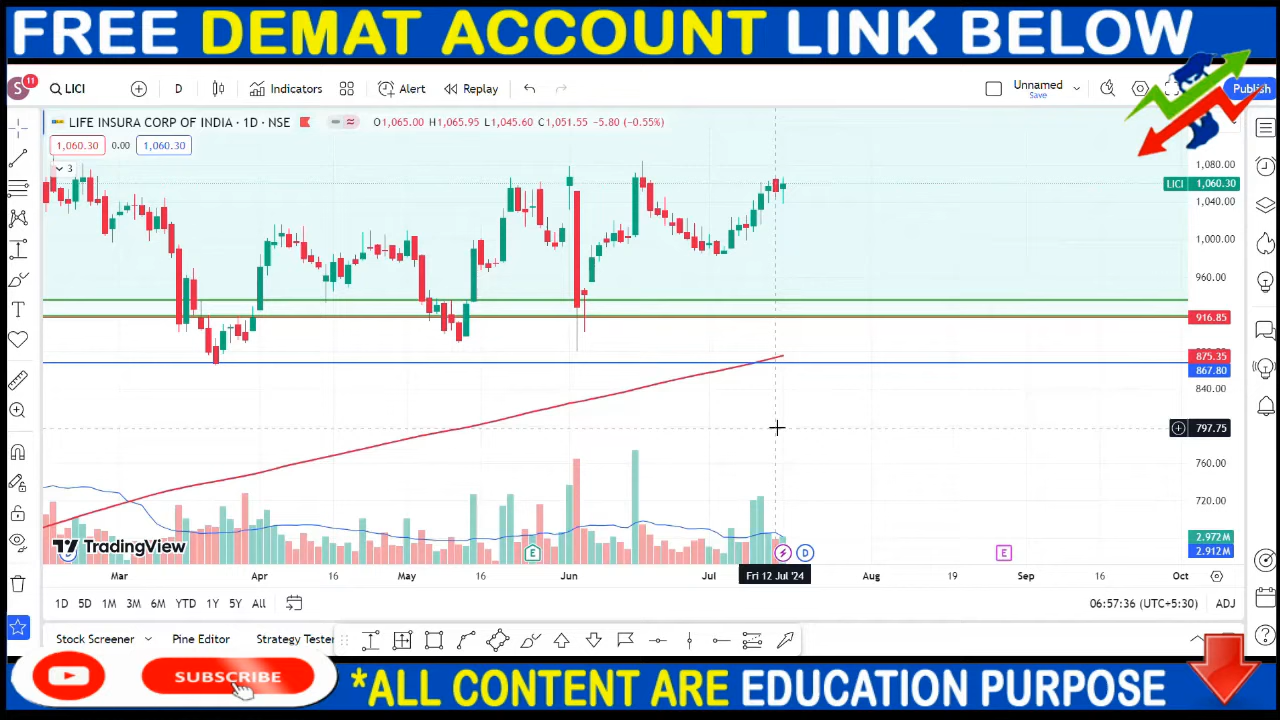 FREE DEMAT ACCOUNT LINK BELOW
S 11 LICI D Indicators Alert Replay Unnamed Save Publish
LIFE INSURA CORP OF INDIA · 1D · NSE O1,065.00 H1,065.95 L1,045.60 C1,051.55 -5.80 (-0.55%)
1,060.30 0.00 1,060.30
3
1,080.00
LICI 1,060.30
1,040.00
1,000.00
960.00
916.85
875.35
867.80
840.00
797.75
760.00
720.00
2.972M
2.912M
TradingView
E D E
Mar Apr 16 May 16 Jun Jul Fri 12 Jul '24 Aug 19 Sep 16 Oct
1D 5D 1M 3M 6M YTD 1Y 5Y All 06:57:36 (UTC+5:30) ADJ
Stock Screener Pine Editor Strategy Tester
SUBSCRIBE
*ALL CONTENT ARE EDUCATION PURPOSE